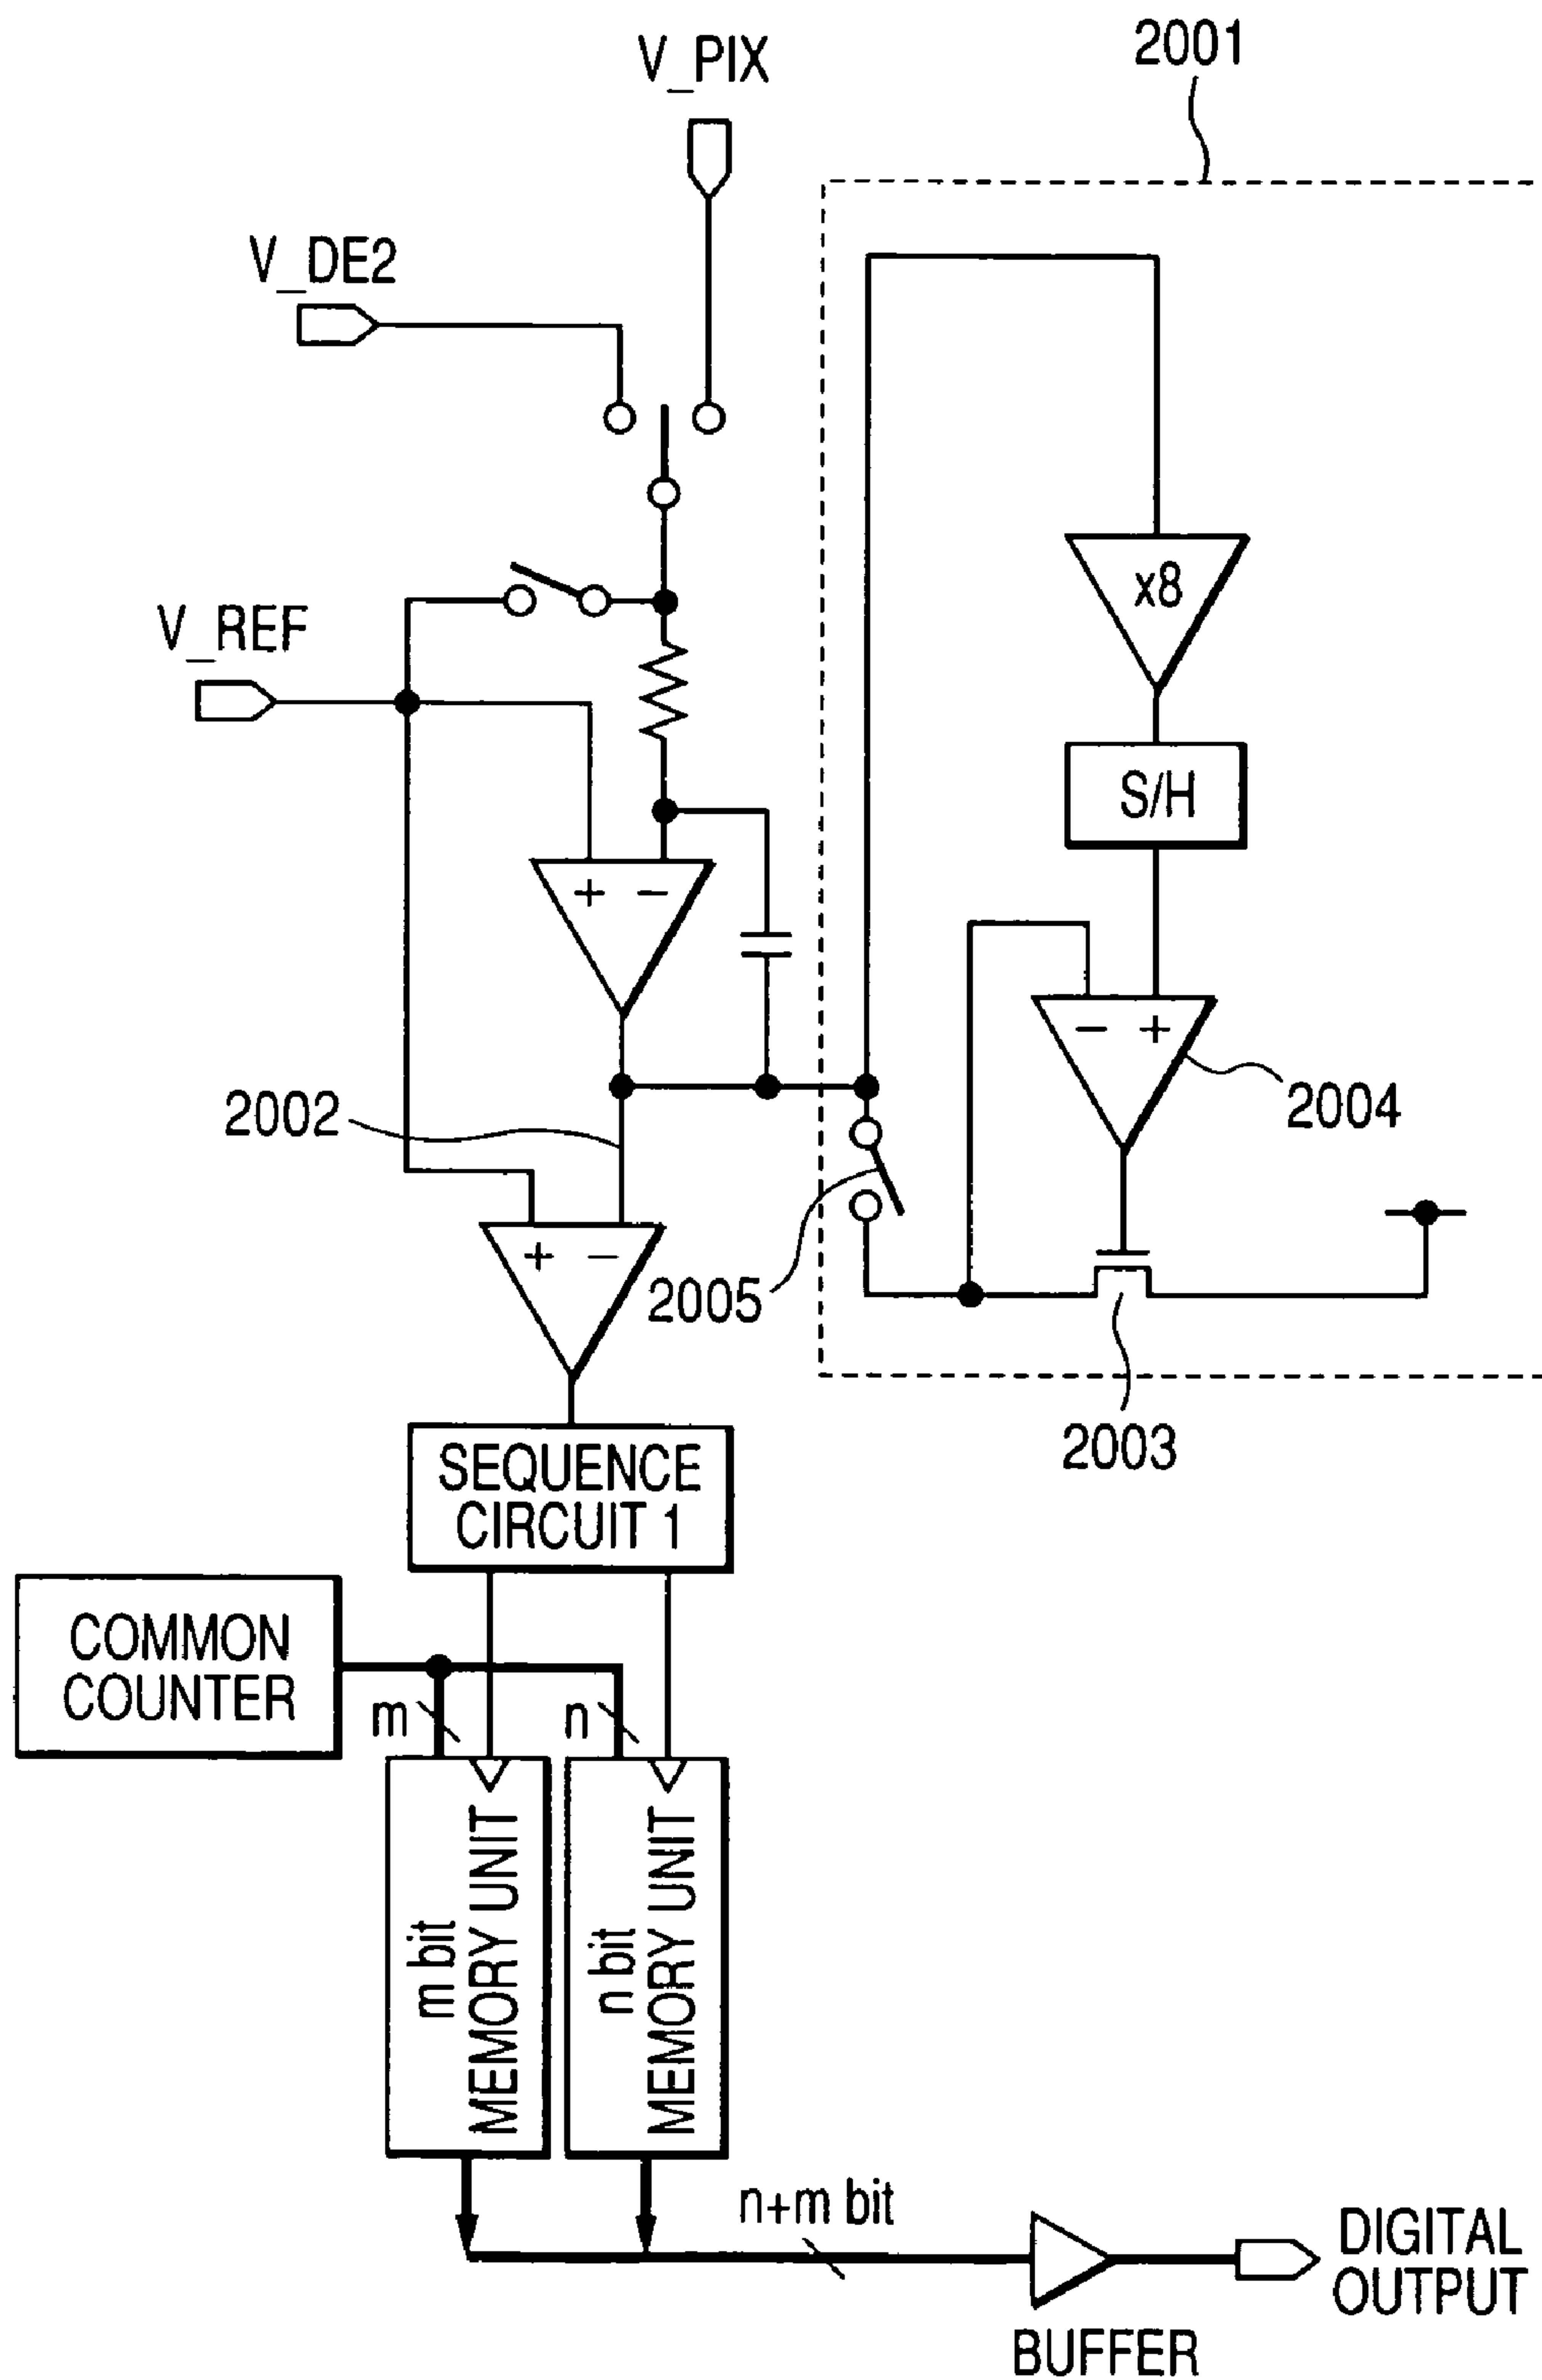 V_PIX
2001
V_DE2
x8
V_REF
S/H
+ −
− +
2004
2002
+ −
2005
2003
SEQUENCE
CIRCUIT 1
COMMON
COUNTER
m
n
m bit
MEMORY UNIT
n bit
MEMORY UNIT
n+m bit
DIGITAL
OUTPUT
BUFFER